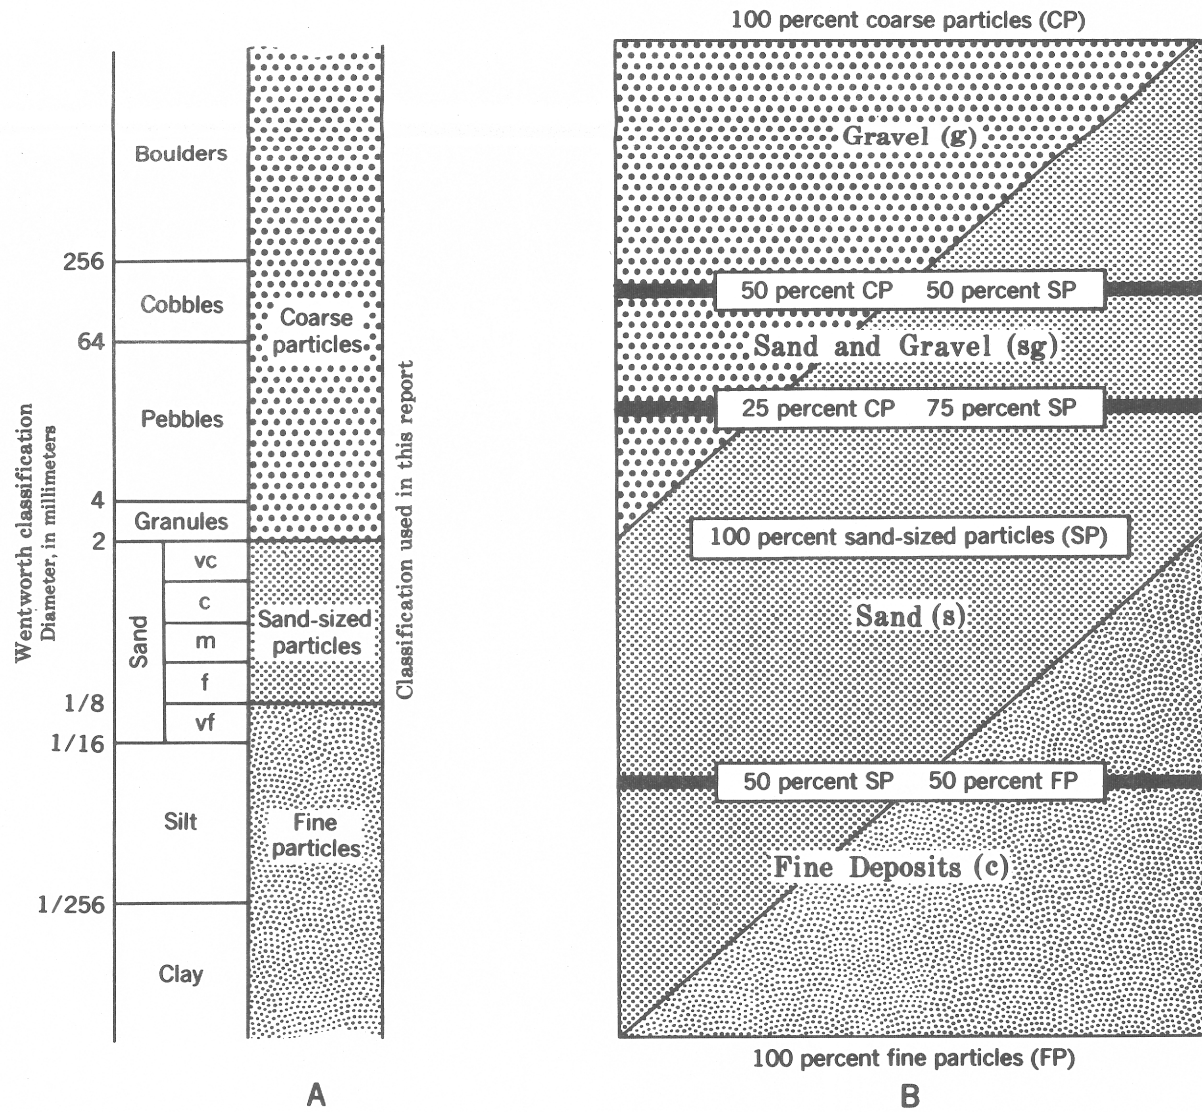 100 percent coarse particles (CP)
Boulders
256
Cobbles
64
Pebbles
4
Granules
2
Sand
vc
c
m
f
1/8
vf
1/16
Silt
1/256
Clay
Wentworth classification
Diameter, in millimeters
Coarse
particles
Sand-sized
particles
Fine
particles
Classification used in this report
A
Gravel (g)
50 percent CP 50 percent SP
Sand and Gravel (sg)
25 percent CP 75 percent SP
100 percent sand-sized particles (SP)
Sand (s)
50 percent SP 50 percent FP
Fine Deposits (c)
100 percent fine particles (FP)
B